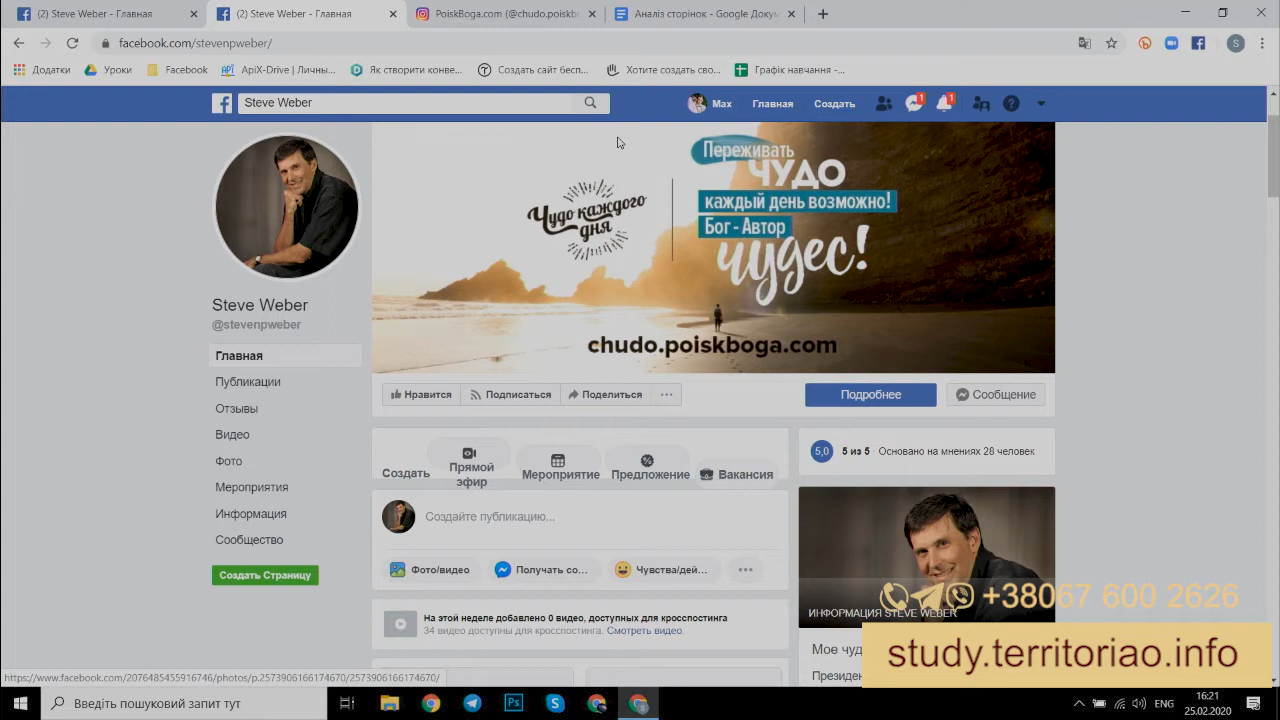 (2) Steve Weber - Главная
(2) Steve Weber - Главная
PoiskBoga.com (@chudo.poiskb
Аналіз сторінок - Google Докум
facebook.com/stevenpweber/
S
Додатки
Уроки
Facebook
ApiX-Drive | Личны...
Як створити конве...
Создать сайт бесп...
Хотите создать сво...
Графік навчання -...
Steve Weber
Max
Главная
Создать
1
1
Переживать
ЧУДО
каждый день возможно!
Бог - Автор
чудес!
Чудо каждого
дня
chudo.poiskboga.com
Steve Weber
@stevenpweber
Главная
Публикации
Отзывы
Видео
Фото
Мероприятия
Информация
Сообщество
Создать Страницу
Нравится
Подписаться
Поделиться
Подробнее
Сообщение
Создать
Прямой
эфир
Мероприятие
Предложение
Вакансия
5,0
5 из 5 Основано на мнениях 28 человек
Создайте публикацию...
Фото/видео
Получать со...
Чувства/дей...
На этой неделе добавлено 0 видео, доступных для кросспостинга
34 видео доступны для кросспостинга. Смотреть видео.
ИНФОРМАЦИЯ STEVE WEBER
Мое чуд
Президен
+38067 600 2626
study.territoriao.info
https://www.facebook.com/2076485455916746/photos/p.2573906166174670/2573906166174670/
Введіть пошуковий запит тут
ENG
16:21
25.02.2020